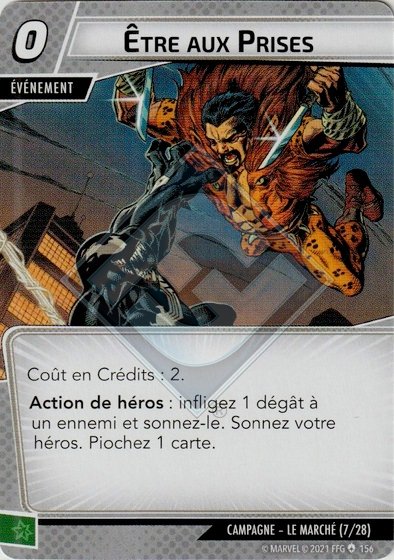 0
ÊTRE AUX PRISES
ÉVÉNEMENT
Coût en Crédits : 2.
Action de héros : infligez 1 dégât à
un ennemi et sonnez-le. Sonnez votre
héros. Piochez 1 carte.
CAMPAGNE – LE MARCHÉ (7/28)
© MARVEL © 2021 FFG 156